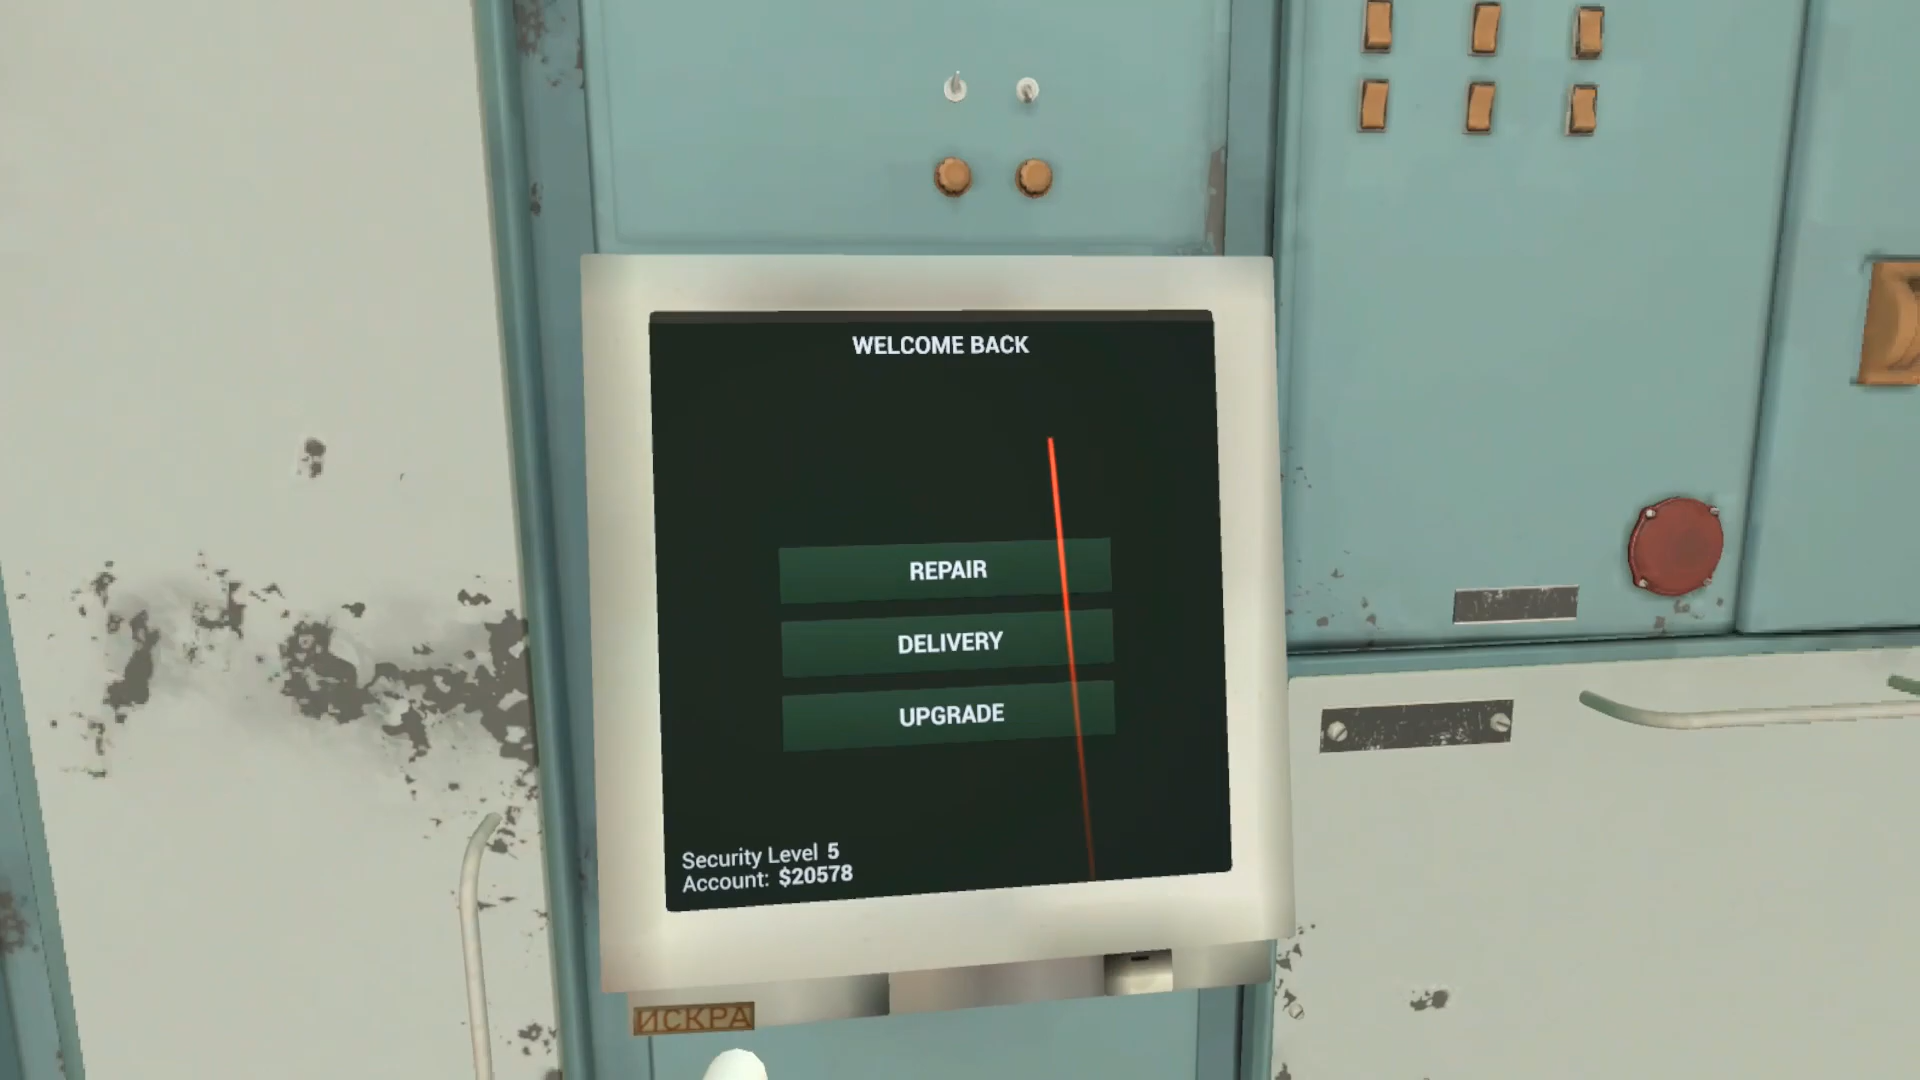 WELCOME BACK
REPAIR
DELIVERY
UPGRADE
Security Level 5
Account: $20578
ИСКРА